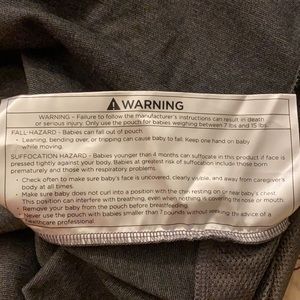 WARNING
WARNING - Failure to follow the manufacturer's instructions can result in death
or serious injury. Only use the pouch for babies weighing between 7 lbs and 15 lbs.
FALL HAZARD - Babies can fall out of pouch.
• Leaning, bending over, or tripping can cause baby to fall. Keep one hand on baby
while moving.
SUFFOCATION HAZARD - Babies younger than 4 months can suffocate in this product if face is
pressed tightly against your body. Babies at greatest risk of suffocation include those born
prematurely and those with respiratory problems.
• Check often to make sure baby's face is uncovered, clearly visible, and away from caregiver's
body at all times.
• Make sure baby does not curl into a position with the chin resting on or near baby's chest.
This position can interfere with breathing, even when nothing is covering the nose or mouth.
• Remove your baby from the pouch before breastfeeding.
• Never use the pouch with babies smaller than 7 pounds without seeking the advice of a
healthcare professional.